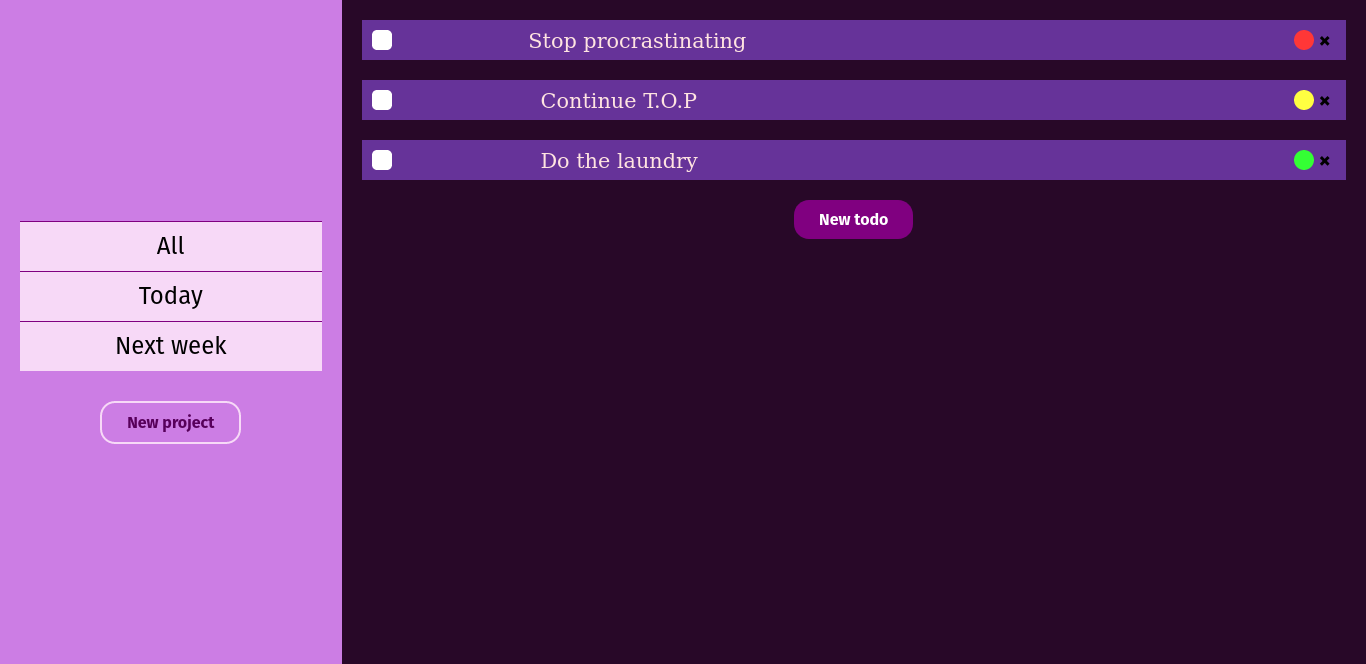 All
Today
Next week
New project
Stop procrastinating
✖
Continue T.O.P
✖
Do the laundry
✖
New todo